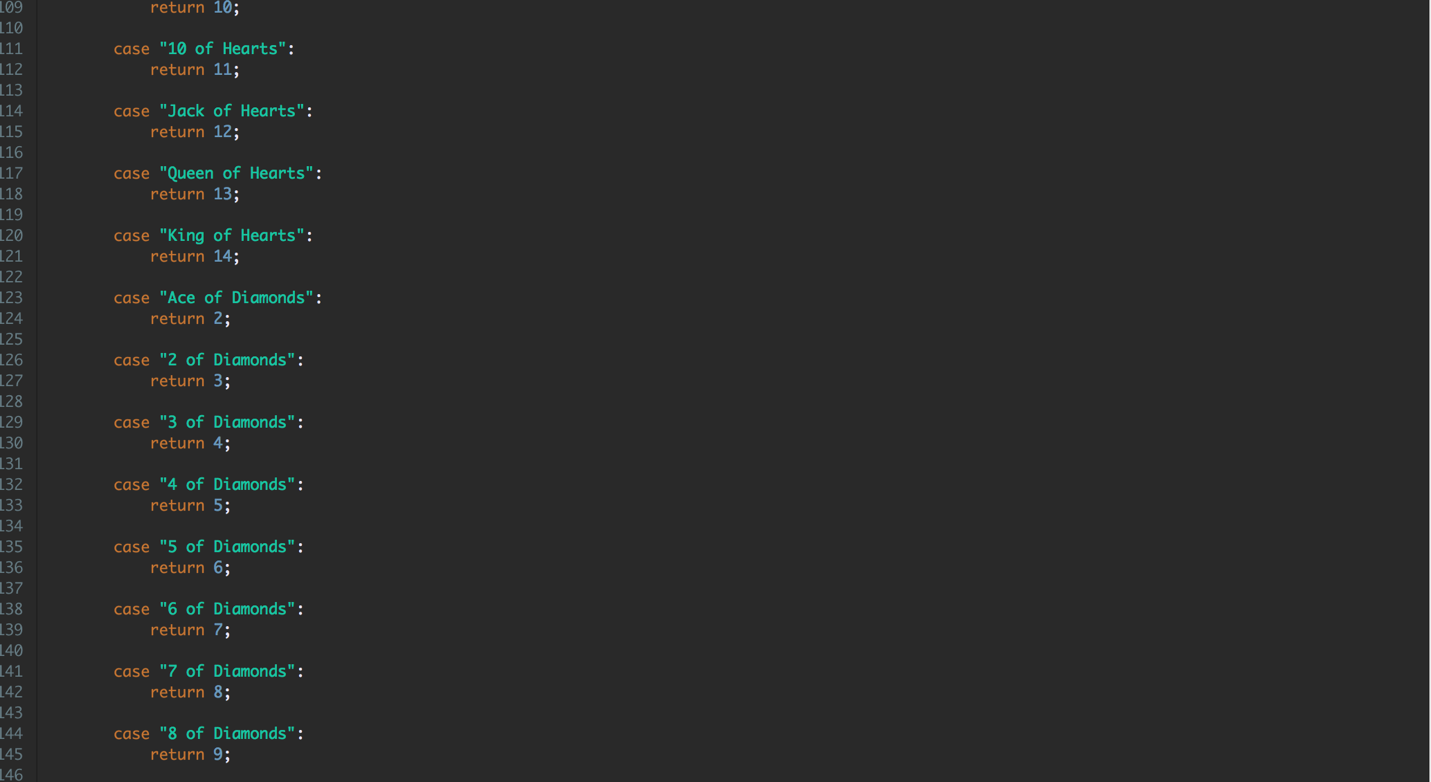 109 return 10;
110
111 case "10 of Hearts":
112 return 11;
113
114 case "Jack of Hearts":
115 return 12;
116
117 case "Queen of Hearts":
118 return 13;
119
120 case "King of Hearts":
121 return 14;
122
123 case "Ace of Diamonds":
124 return 2;
125
126 case "2 of Diamonds":
127 return 3;
128
129 case "3 of Diamonds":
130 return 4;
131
132 case "4 of Diamonds":
133 return 5;
134
135 case "5 of Diamonds":
136 return 6;
137
138 case "6 of Diamonds":
139 return 7;
140
141 case "7 of Diamonds":
142 return 8;
143
144 case "8 of Diamonds":
145 return 9;
146